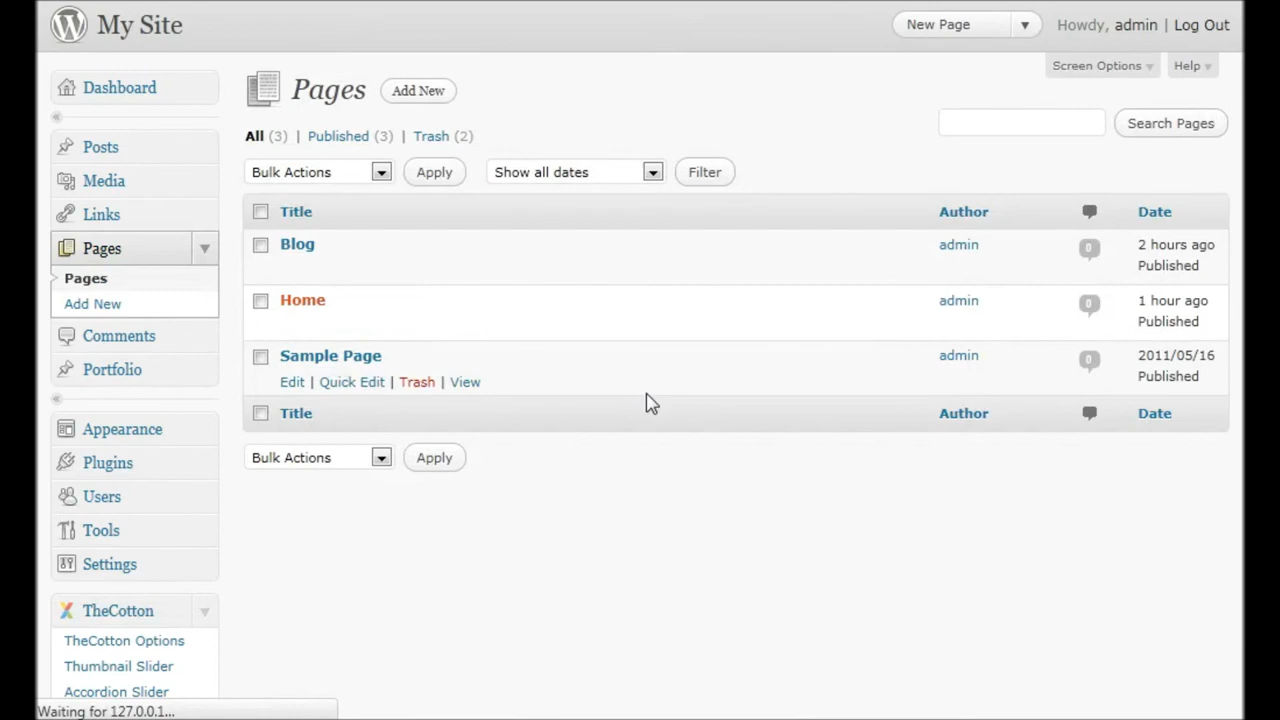 My Site
New Page
Howdy, admin | Log Out
Screen Options
Help
Dashboard
Posts
Media
Links
Pages
Pages
Add New
Comments
Portfolio
Appearance
Plugins
Users
Tools
Settings
TheCotton
TheCotton Options
Thumbnail Slider
Accordion Slider
Pages Add New
All (3) | Published (3) | Trash (2)
Search Pages
Bulk Actions Apply Show all dates Filter
Title Author Date
Blog admin 0 2 hours ago
Published
Home admin 0 1 hour ago
Published
Sample Page admin 0 2011/05/16
Edit | Quick Edit | Trash | View Published
Title Author Date
Bulk Actions Apply
Waiting for 127.0.0.1...